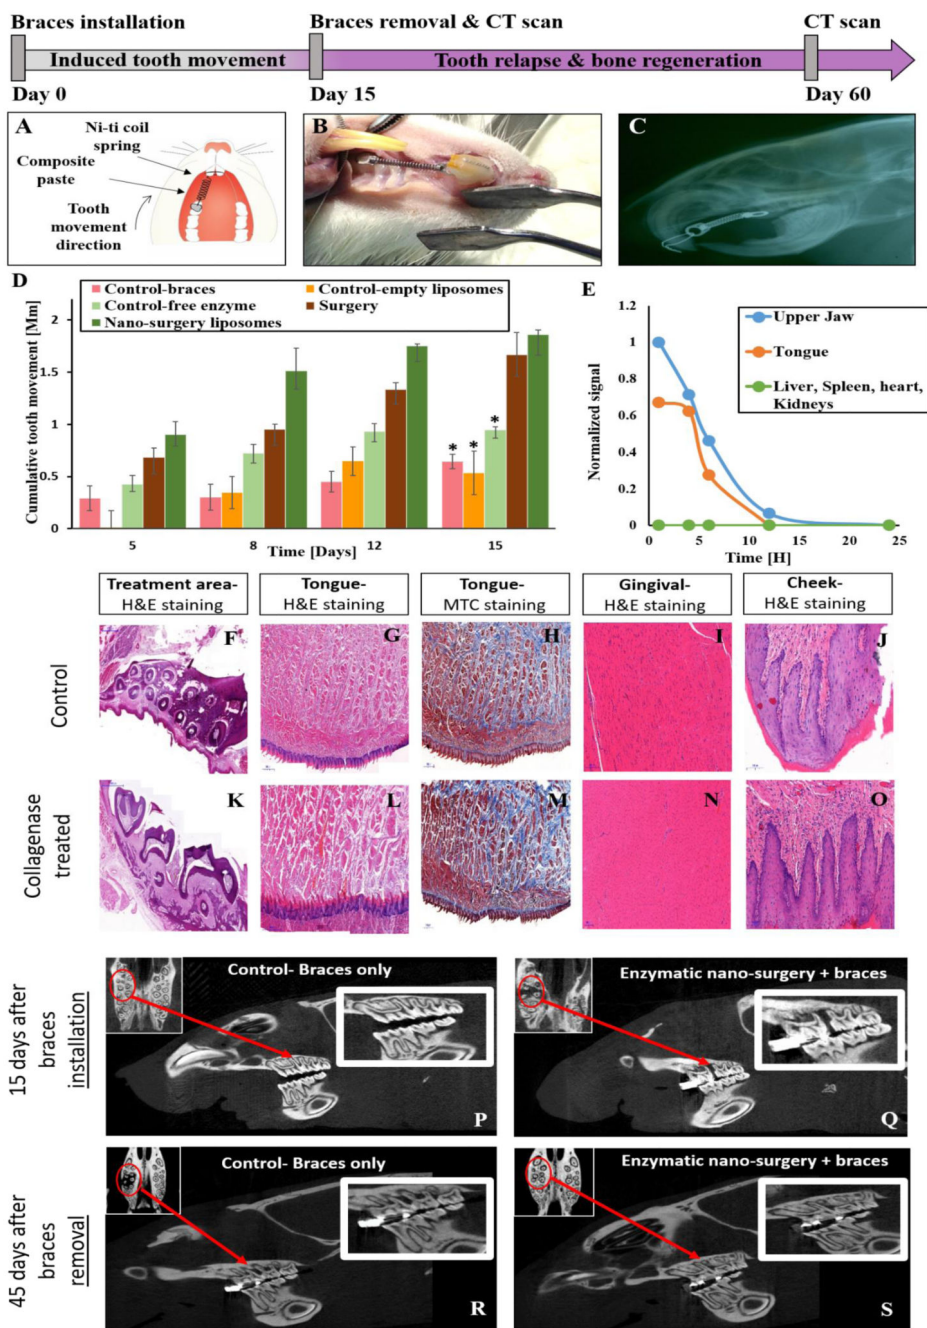 Braces installation
Braces removal & CT scan
CT scan
Induced tooth movement
Tooth relapse & bone regeneration
Day 0
Day 15
Day 60
A
Ni-ti coil
spring
Composite
paste
Tooth
movement
direction
B
C
D
Control-braces
Control-empty liposomes
Control-free enzyme
Surgery
Nano-surgery liposomes
Cumulative tooth movement [Mm]
2
1.5
1
0.5
0
* * *
5
8
12
15
Time [Days]
E
Normalized signal
1.2
1
0.8
0.6
0.4
0.2
0
Upper Jaw
Tongue
Liver, Spleen, heart,
Kidneys
0
5
10
15
20
25
Time [H]
Treatment area-
H&E staining
Tongue-
H&E staining
Tongue-
MTC staining
Gingival-
H&E staining
Cheek-
H&E staining
Control
F
G
H
I
J
Collagenase
treated
K
L
M
N
O
15 days after
braces
installation
Control- Braces only
P
Enzymatic nano-surgery + braces
Q
45 days after
braces
removal
Control- Braces only
R
Enzymatic nano-surgery + braces
S